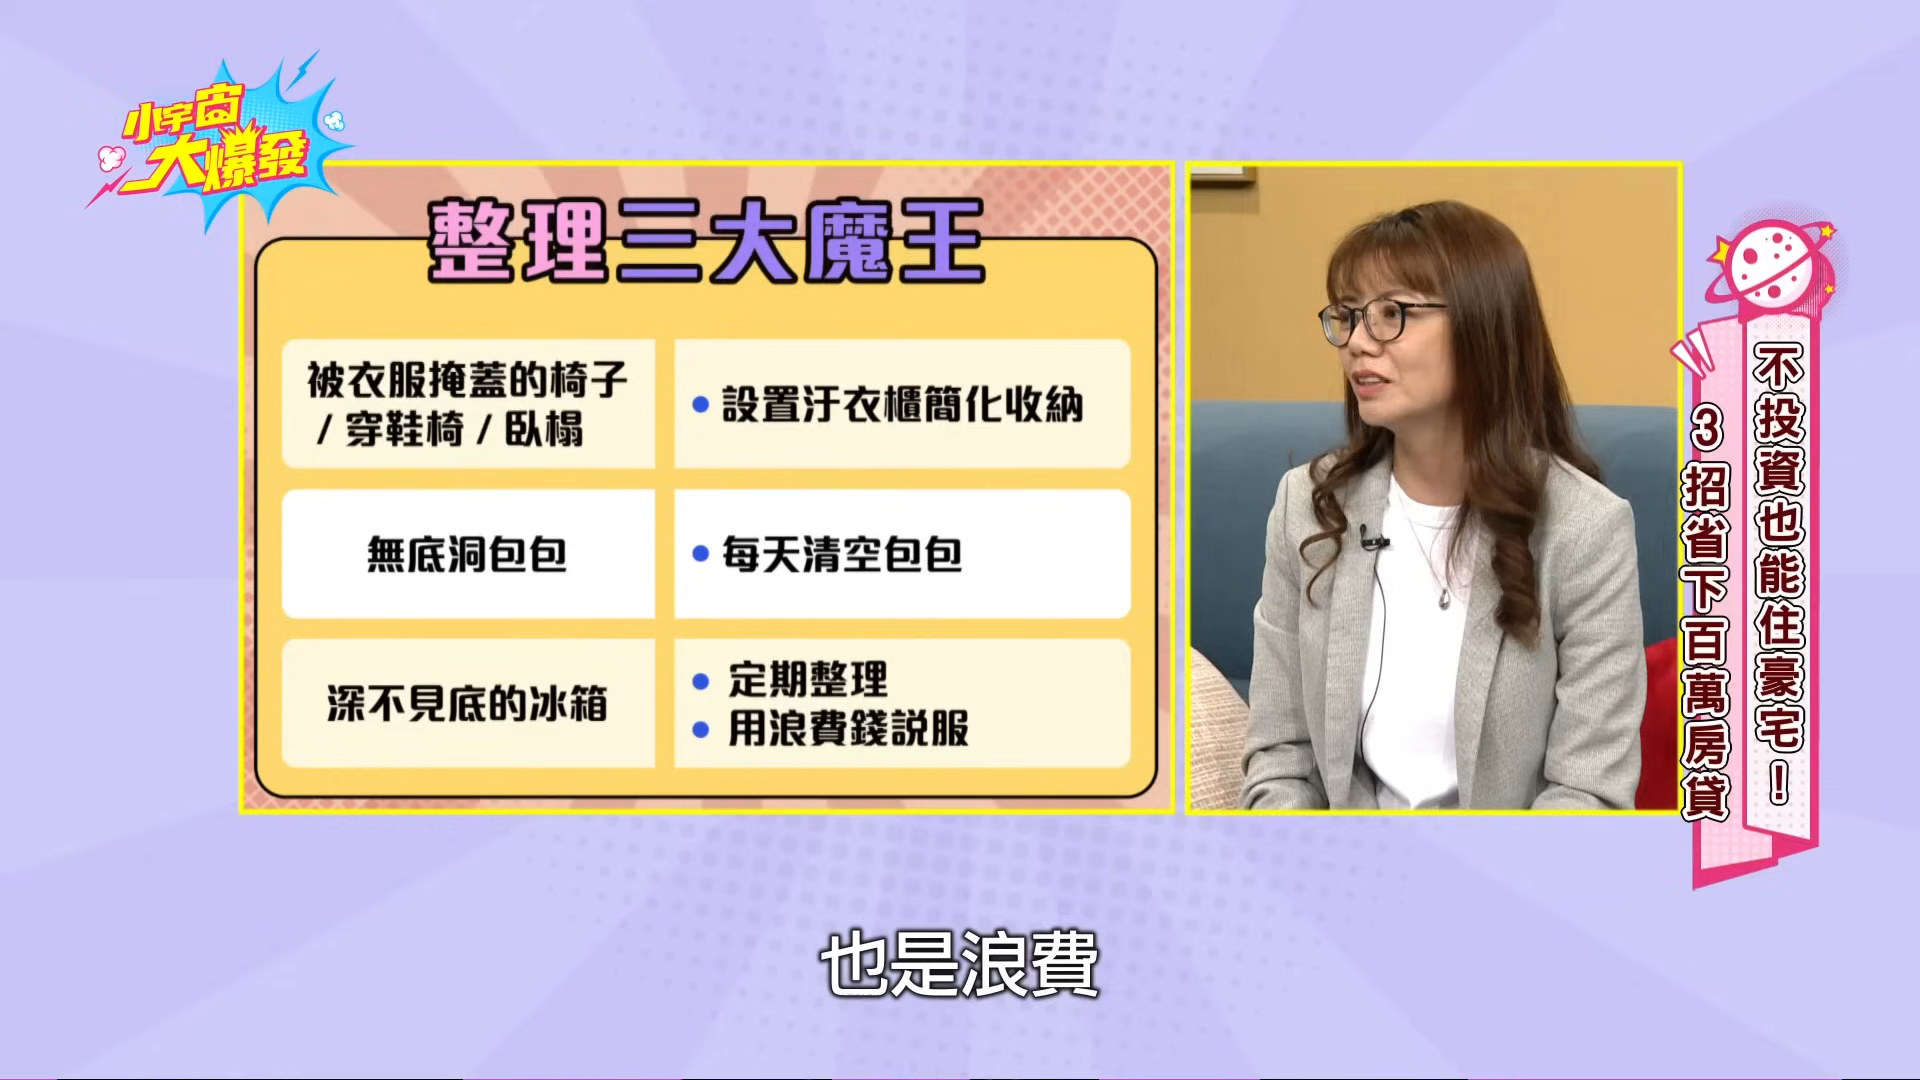 小宇宙
大爆發
整理三大魔王
被衣服掩蓋的椅子
/ 穿鞋椅 / 臥榻
● 設置汙衣櫃簡化收納
無底洞包包
● 每天清空包包
深不見底的冰箱
● 定期整理
● 用浪費錢說服
不投資也能住豪宅！
3招省下百萬房貸
也是浪費